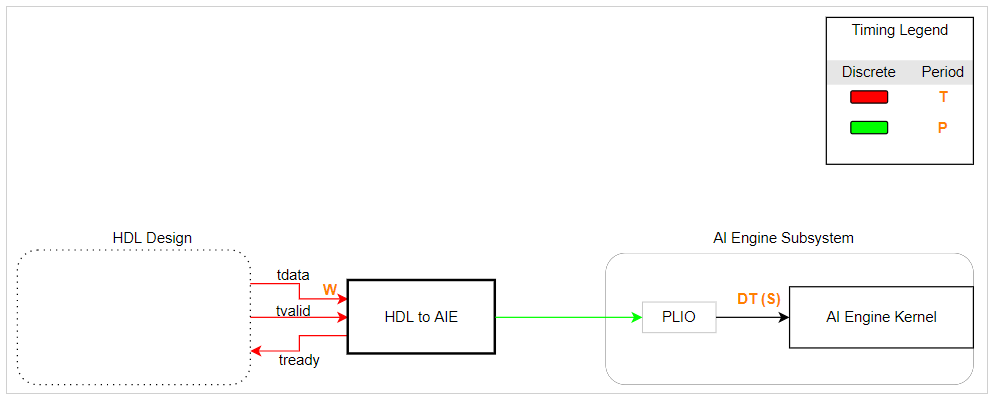 Timing Legend
Discrete Period
T
P
HDL Design
AI Engine Subsystem
tdata
W
DT (S)
tvalid
HDL to AIE
PLIO
AI Engine Kernel
tready